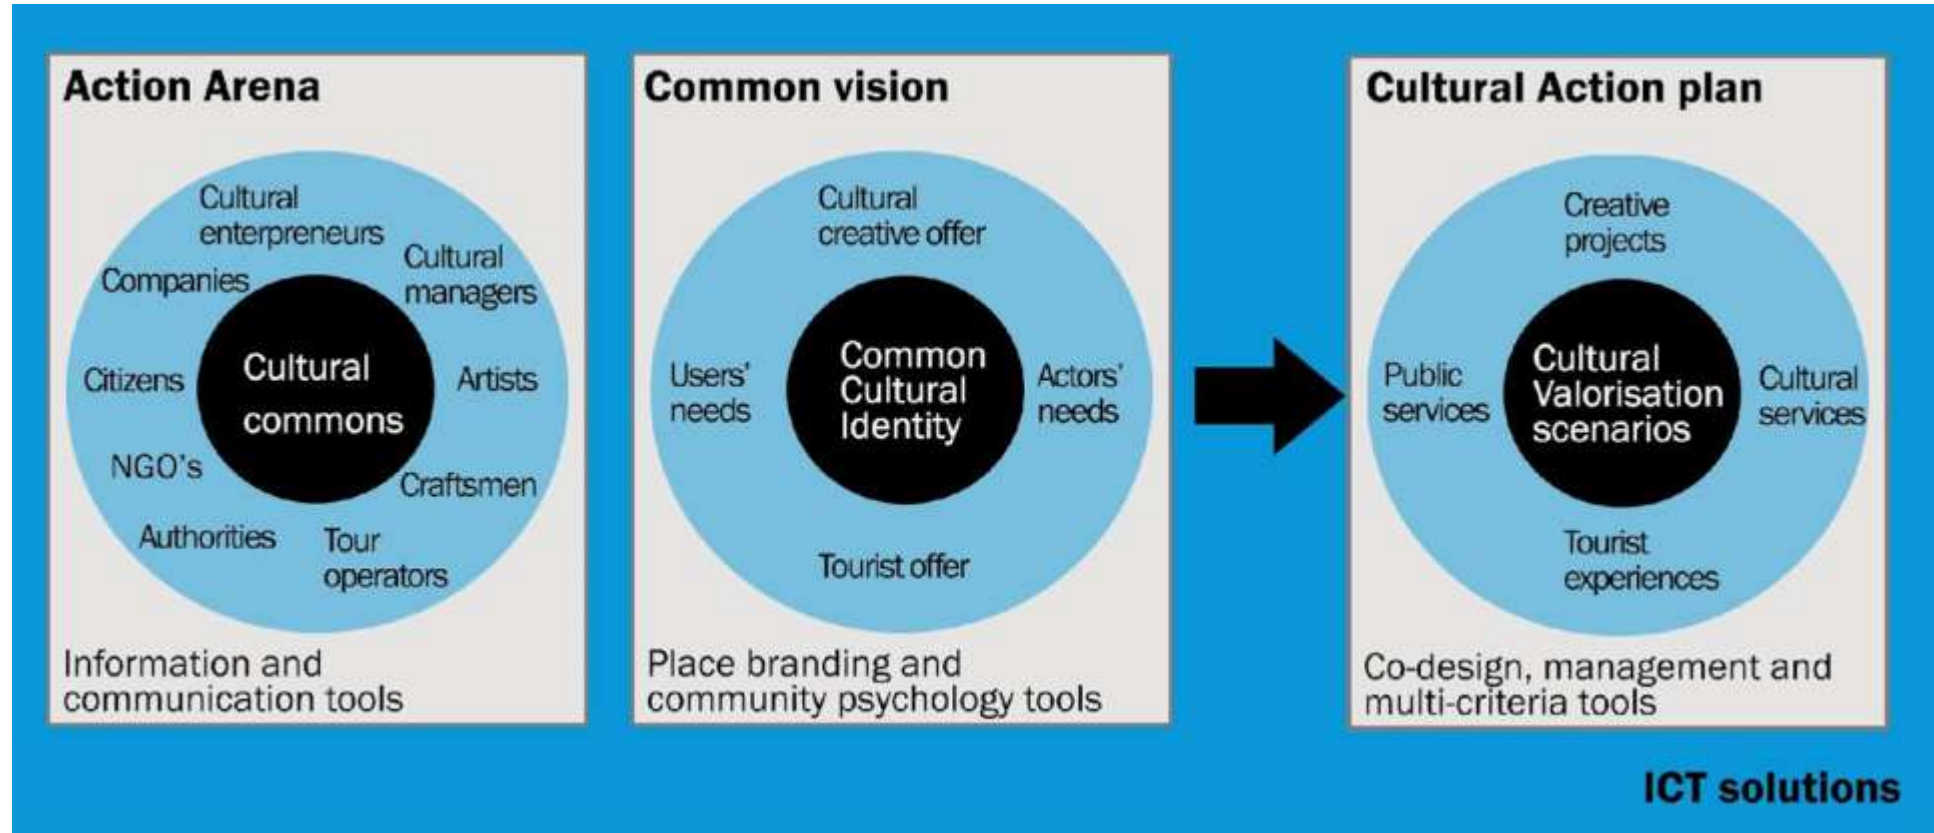 Action Arena
Cultural
enterpreneurs
Cultural
managers
Companies
Cultural
commons
Citizens
Artists
NGO's
Craftsmen
Authorities
Tour
operators
Information and
communication tools
Common vision
Cultural
creative offer
Users'
needs
Common
Cultural
Identity
Actors'
needs
Tourist offer
Place branding and
community psychology tools
Cultural Action plan
Creative
projects
Public
services
Cultural
Valorisation
scenarios
Cultural
services
Tourist
experiences
Co-design, management and
multi-criteria tools
ICT solutions